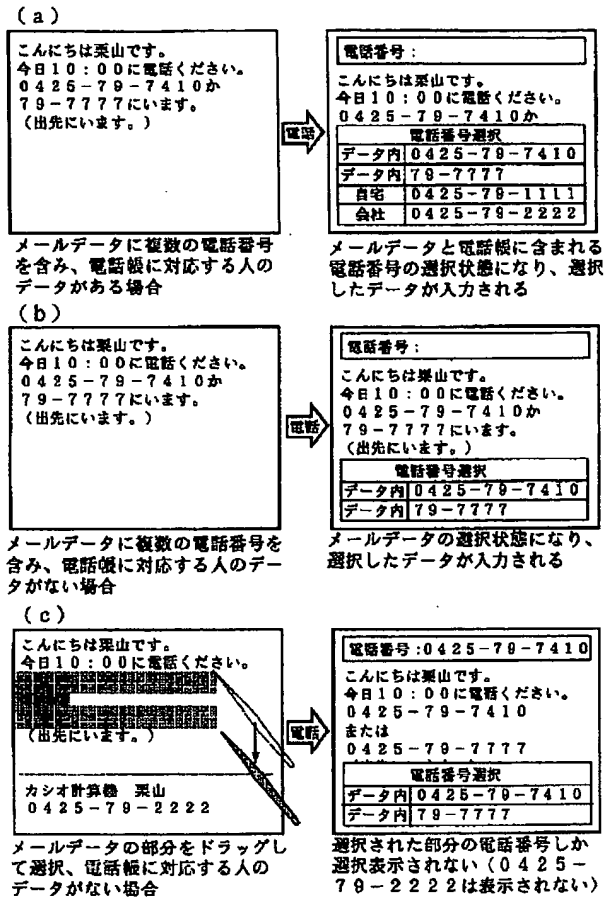 （a）
こんにちは栗山です。
今日10：00に電話ください。
0425－79－7410か
79－7777にいます。
（出先にいます。）
電話
電話番号：
こんにちは栗山です。
今日10：00に電話ください。
0425－79－7410か
電話番号選択
データ内 0425－79－7410
データ内 79－7777
自宅 0425－79－1111
会社 0425－79－2222
メールデータに複数の電話番号
を含み、電話帳に対応する人の
データがある場合
メールデータと電話帳に含まれる
電話番号の選択状態になり、選択
したデータが入力される
（b）
こんにちは栗山です。
今日10：00に電話ください。
0425－79－7410か
79－7777にいます。
（出先にいます。）
電話
電話番号：
こんにちは栗山です。
今日10：00に電話ください。
0425－79－7410か
79－7777にいます。
（出先にいます。）
電話番号選択
データ内 0425－79－7410
データ内 79－7777
メールデータに複数の電話番号を
含み、電話帳に対応する人のデー
タがない場合
メールデータの選択状態になり、
選択したデータが入力される
（c）
こんにちは栗山です。
今日10：00に電話ください。
（出先にいます。）
カシオ計算機 栗山
0425－79－2222
電話
電話番号：0425－79－7410
こんにちは栗山です。
今日10：00に電話ください。
0425－79－7410
または
0425－79－7777
電話番号選択
データ内 0425－79－7410
データ内 79－7777
メールデータの部分をドラッグし
て選択、電話帳に対応する人の
データがない場合
選択された部分の電話番号しか
選択表示されない（0425－
79－2222は表示されない）